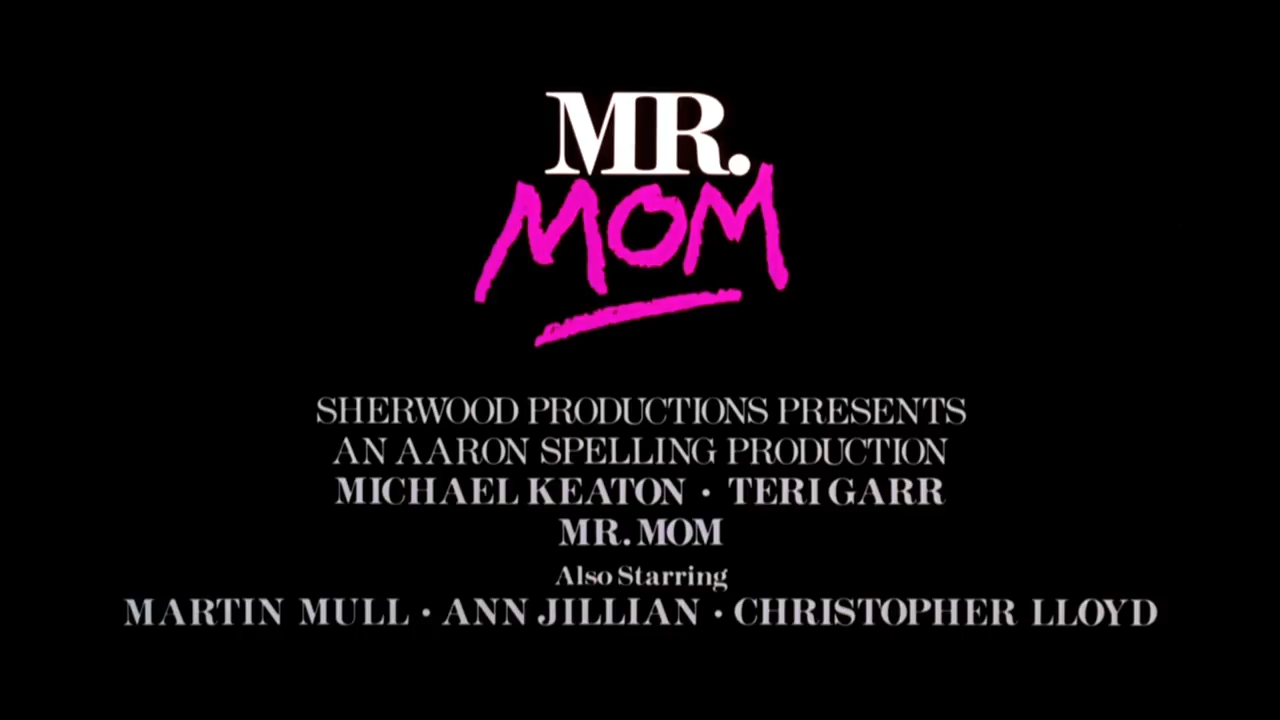 MR.
MOM
SHERWOOD PRODUCTIONS PRESENTS
AN AARON SPELLING PRODUCTION
MICHAEL KEATON • TERI GARR
MR. MOM
Also Starring
MARTIN MULL • ANN JILLIAN • CHRISTOPHER LLOYD